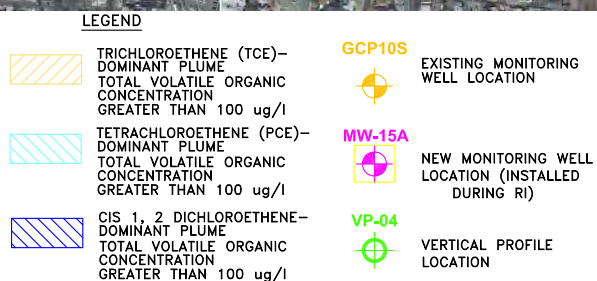 LEGEND
TRICHLOROETHENE (TCE)–
DOMINANT PLUME
TOTAL VOLATILE ORGANIC
CONCENTRATION
GREATER THAN 100 ug/l
TETRACHLOROETHENE (PCE)–
DOMINANT PLUME
TOTAL VOLATILE ORGANIC
CONCENTRATION
GREATER THAN 100 ug/l
CIS 1, 2 DICHLOROETHENE–
DOMINANT PLUME
TOTAL VOLATILE ORGANIC
CONCENTRATION
GREATER THAN 100 ug/l
GCP10S
EXISTING MONITORING
WELL LOCATION
MW-15A
NEW MONITORING WELL
LOCATION (INSTALLED
DURING RI)
VP-04
VERTICAL PROFILE
LOCATION